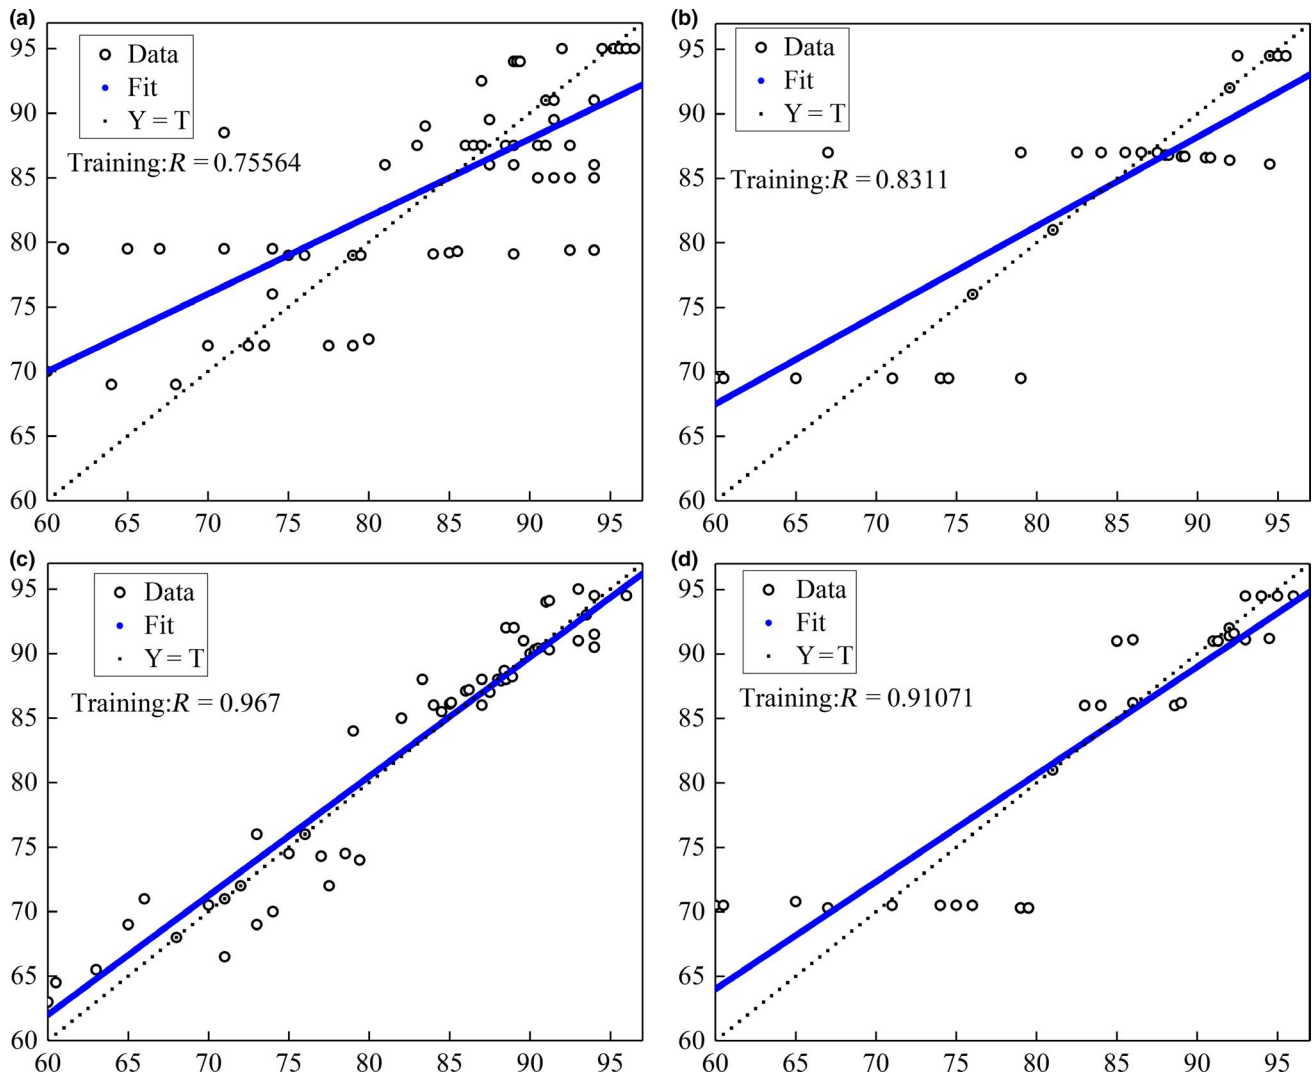 (a)
95
90
85
80
75
70
65
60
60 65 70 75 80 85 90 95
Data
Fit
Y = T
Training:R = 0.75564
(b)
95
90
85
80
75
70
65
60
60 65 70 75 80 85 90 95
Data
Fit
Y = T
Training:R = 0.8311
(c)
95
90
85
80
75
70
65
60
60 65 70 75 80 85 90 95
Data
Fit
Y = T
Training:R = 0.967
(d)
95
90
85
80
75
70
65
60
60 65 70 75 80 85 90 95
Data
Fit
Y = T
Training:R = 0.91071